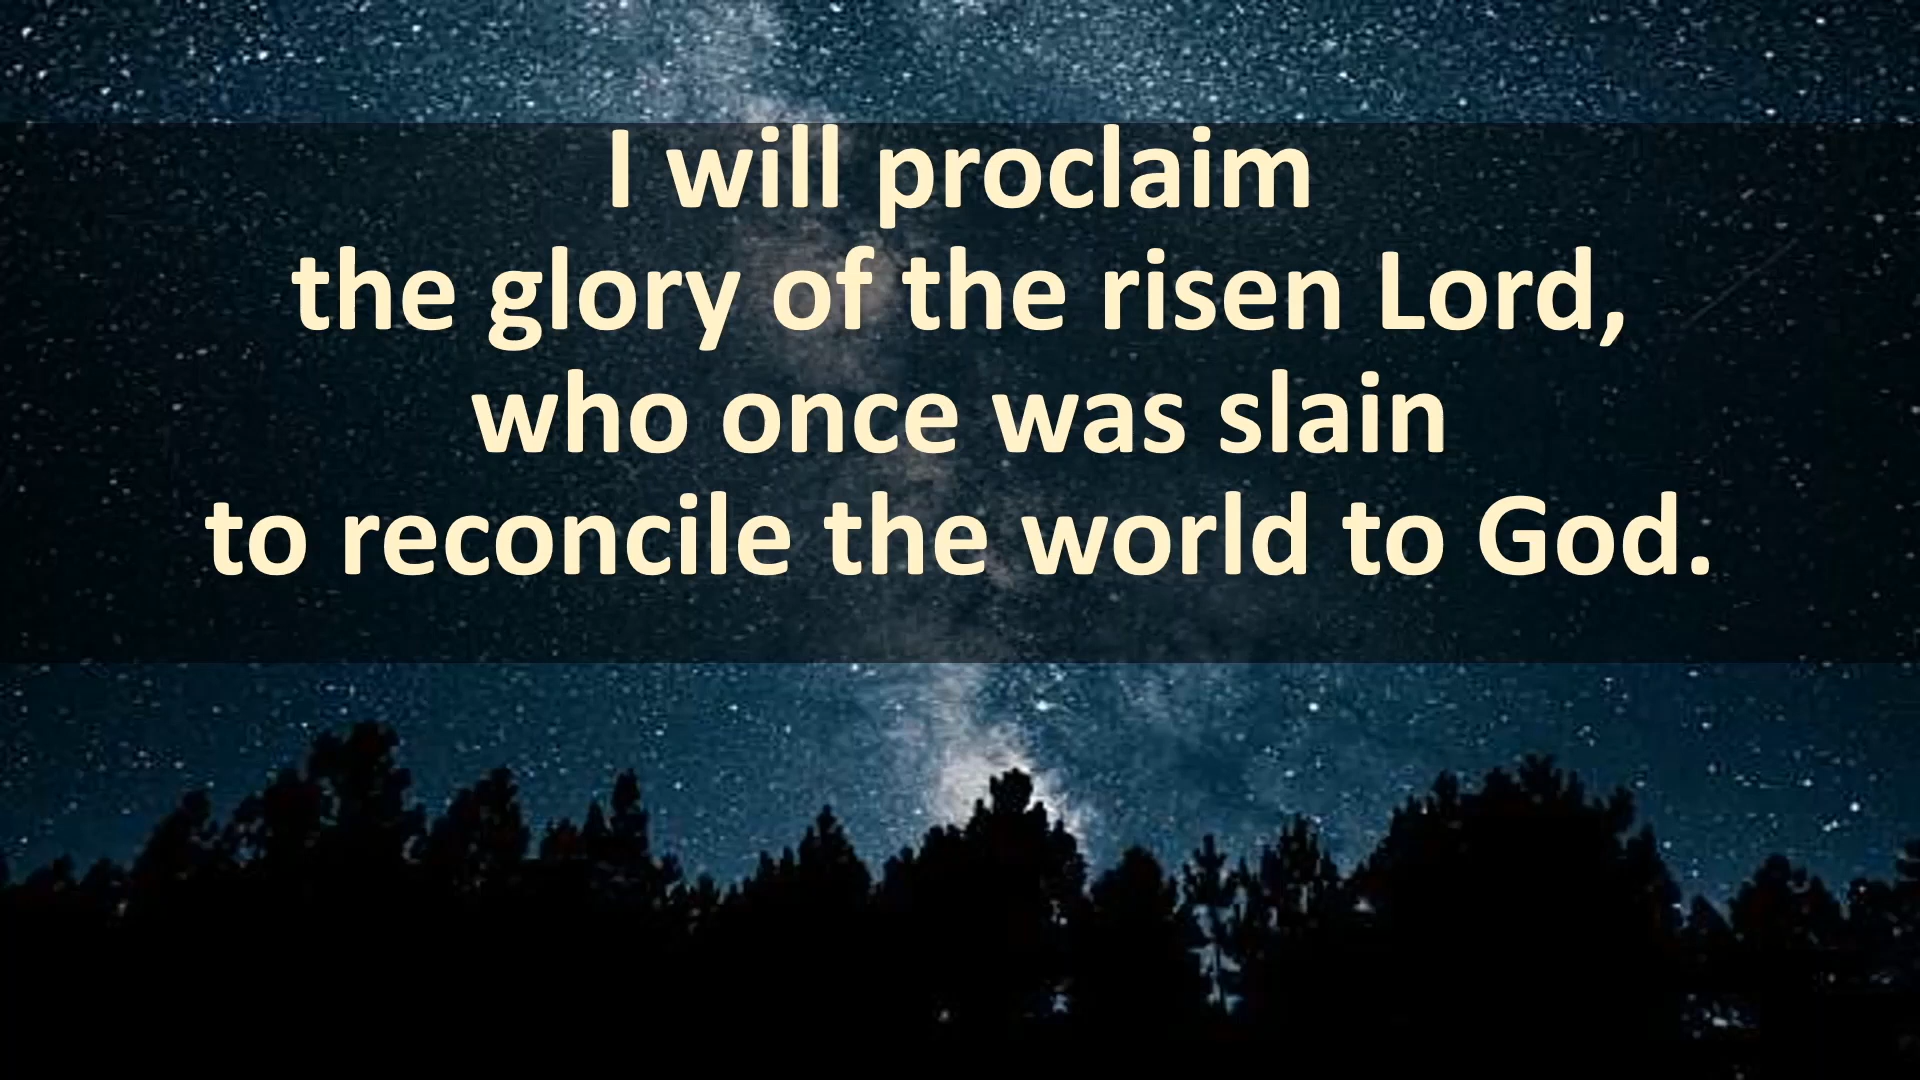 I will proclaim
the glory of the risen Lord,
who once was slain
to reconcile the world to God.